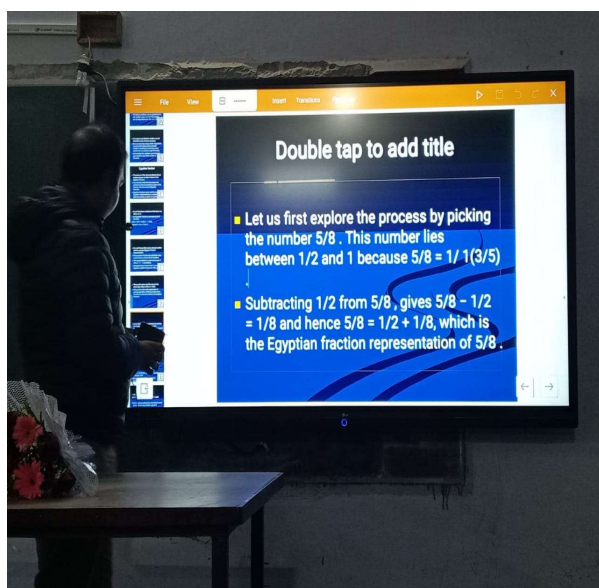 File View Insert Transitions
Double tap to add title
Let us first explore the process by picking
the number 5/8 . This number lies
between 1/2 and 1 because 5/8 = 1/ 1(3/5)
.
Subtracting 1/2 from 5/8 , gives 5/8 – 1/2
= 1/8 and hence 5/8 = 1/2 + 1/8, which is
the Egyptian fraction representation of 5/8 .